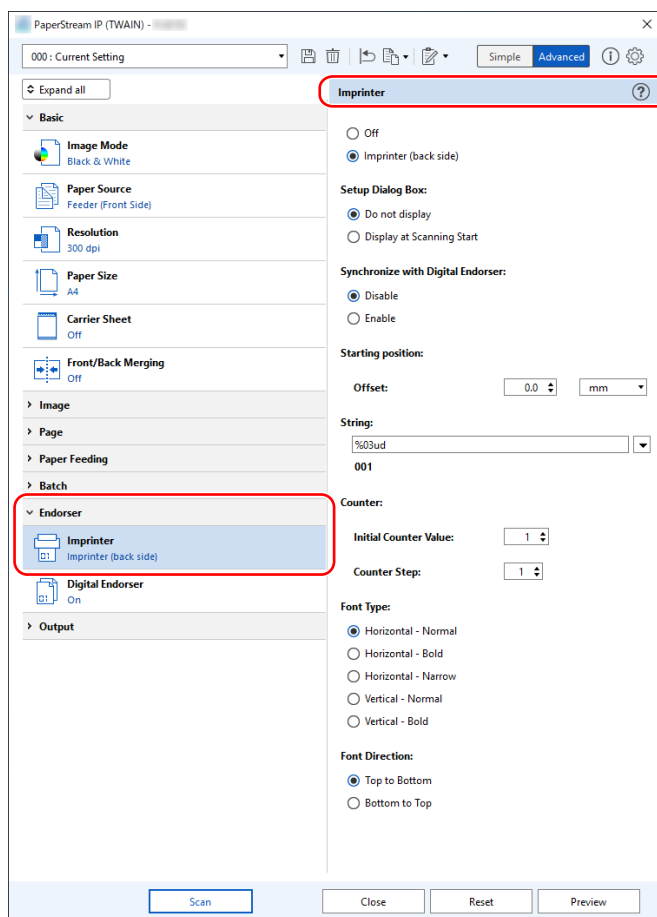 PaperStream IP (TWAIN) -
000 : Current Setting
Simple
Advanced
Expand all
Basic
Image Mode
Black & White
Paper Source
Feeder (Front Side)
Resolution
300 dpi
Paper Size
A4
Carrier Sheet
Off
Front/Back Merging
Off
Image
Page
Paper Feeding
Batch
Endorser
Imprinter
Imprinter (back side)
01
Digital Endorser
On
01
Output
Imprinter
?
Off
Imprinter (back side)
Setup Dialog Box:
Do not display
Display at Scanning Start
Synchronize with Digital Endorser:
Disable
Enable
Starting position:
Offset: 0.0 mm
String:
%03ud
001
Counter:
Initial Counter Value: 1
Counter Step: 1
Font Type:
Horizontal - Normal
Horizontal - Bold
Horizontal - Narrow
Vertical - Normal
Vertical - Bold
Font Direction:
Top to Bottom
Bottom to Top
Scan
Close
Reset
Preview